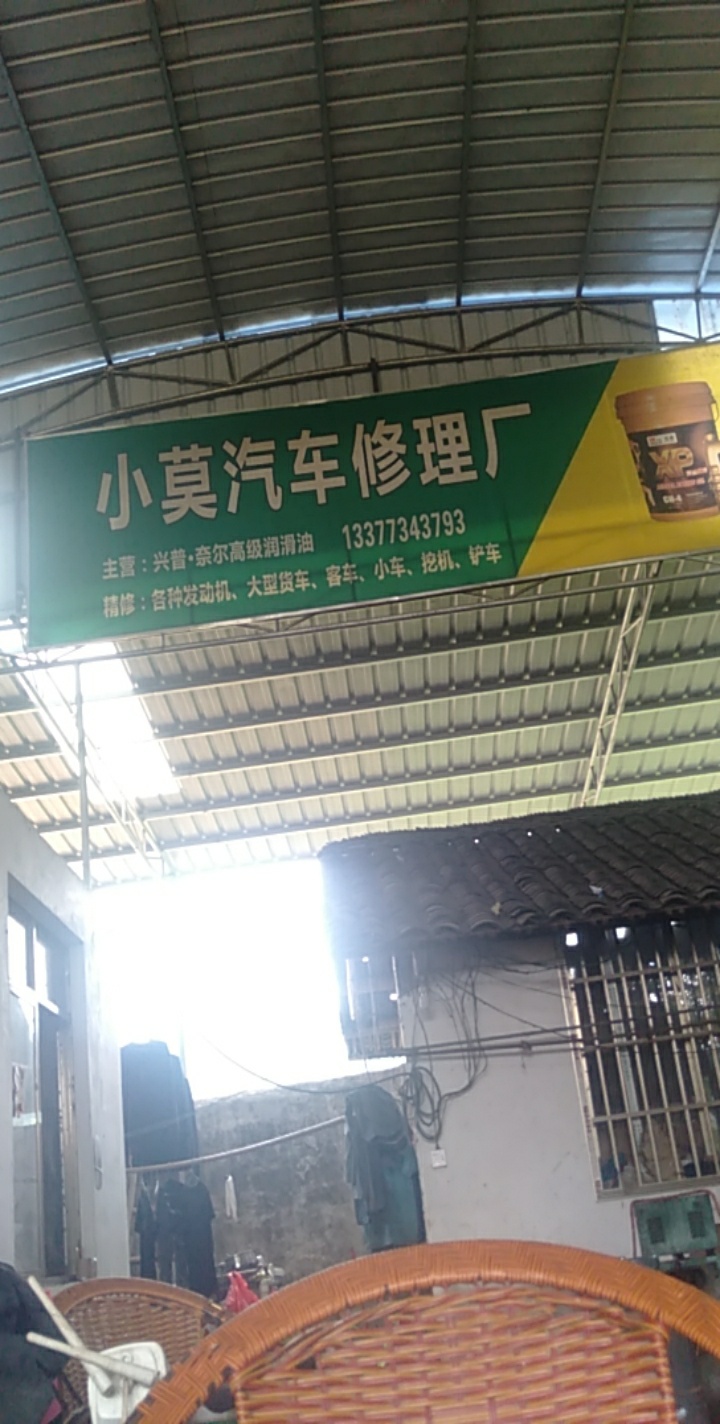 小莫汽车修理厂
主营：兴普·奈尔高级润滑油 13377343793
精修：各种发动机、大型货车、客车、小车、挖机、铲车
XP